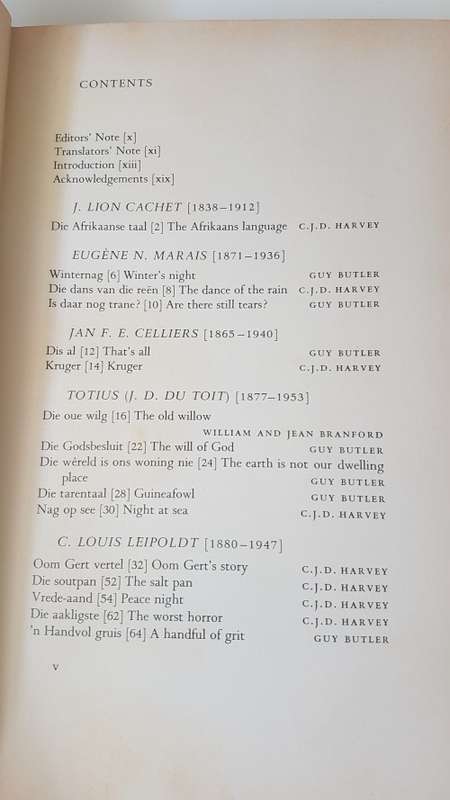 CONTENTS
Editors' Note [x]
Translators' Note [xi]
Introduction [xiii]
Acknowledgements [xix]
J. LION CACHET [1838–1912]
Die Afrikaanse taal [2] The Afrikaans language C.J.D. HARVEY
EUGÈNE N. MARAIS [1871–1936]
Winternag [6] Winter's night GUY BUTLER
Die dans van die reën [8] The dance of the rain C.J.D. HARVEY
Is daar nog trane? [10] Are there still tears? GUY BUTLER
JAN F. E. CELLIERS [1865–1940]
Dis al [12] That's all GUY BUTLER
Kruger [14] Kruger C.J.D. HARVEY
TOTIUS (J. D. DU TOIT) [1877–1953]
Die oue wilg [16] The old willow
WILLIAM AND JEAN BRANFORD
Die Godsbesluit [22] The will of God GUY BUTLER
Die wêreld is ons woning nie [24] The earth is not our dwelling
place GUY BUTLER
Die tarentaal [28] Guineafowl GUY BUTLER
Nag op see [30] Night at sea C.J.D. HARVEY
C. LOUIS LEIPOLDT [1880–1947]
Oom Gert vertel [32] Oom Gert's story C.J.D. HARVEY
Die soutpan [52] The salt pan C.J.D. HARVEY
Vrede-aand [54] Peace night C.J.D. HARVEY
Die aakligste [62] The worst horror C.J.D. HARVEY
'n Handvol gruis [64] A handful of grit GUY BUTLER
v